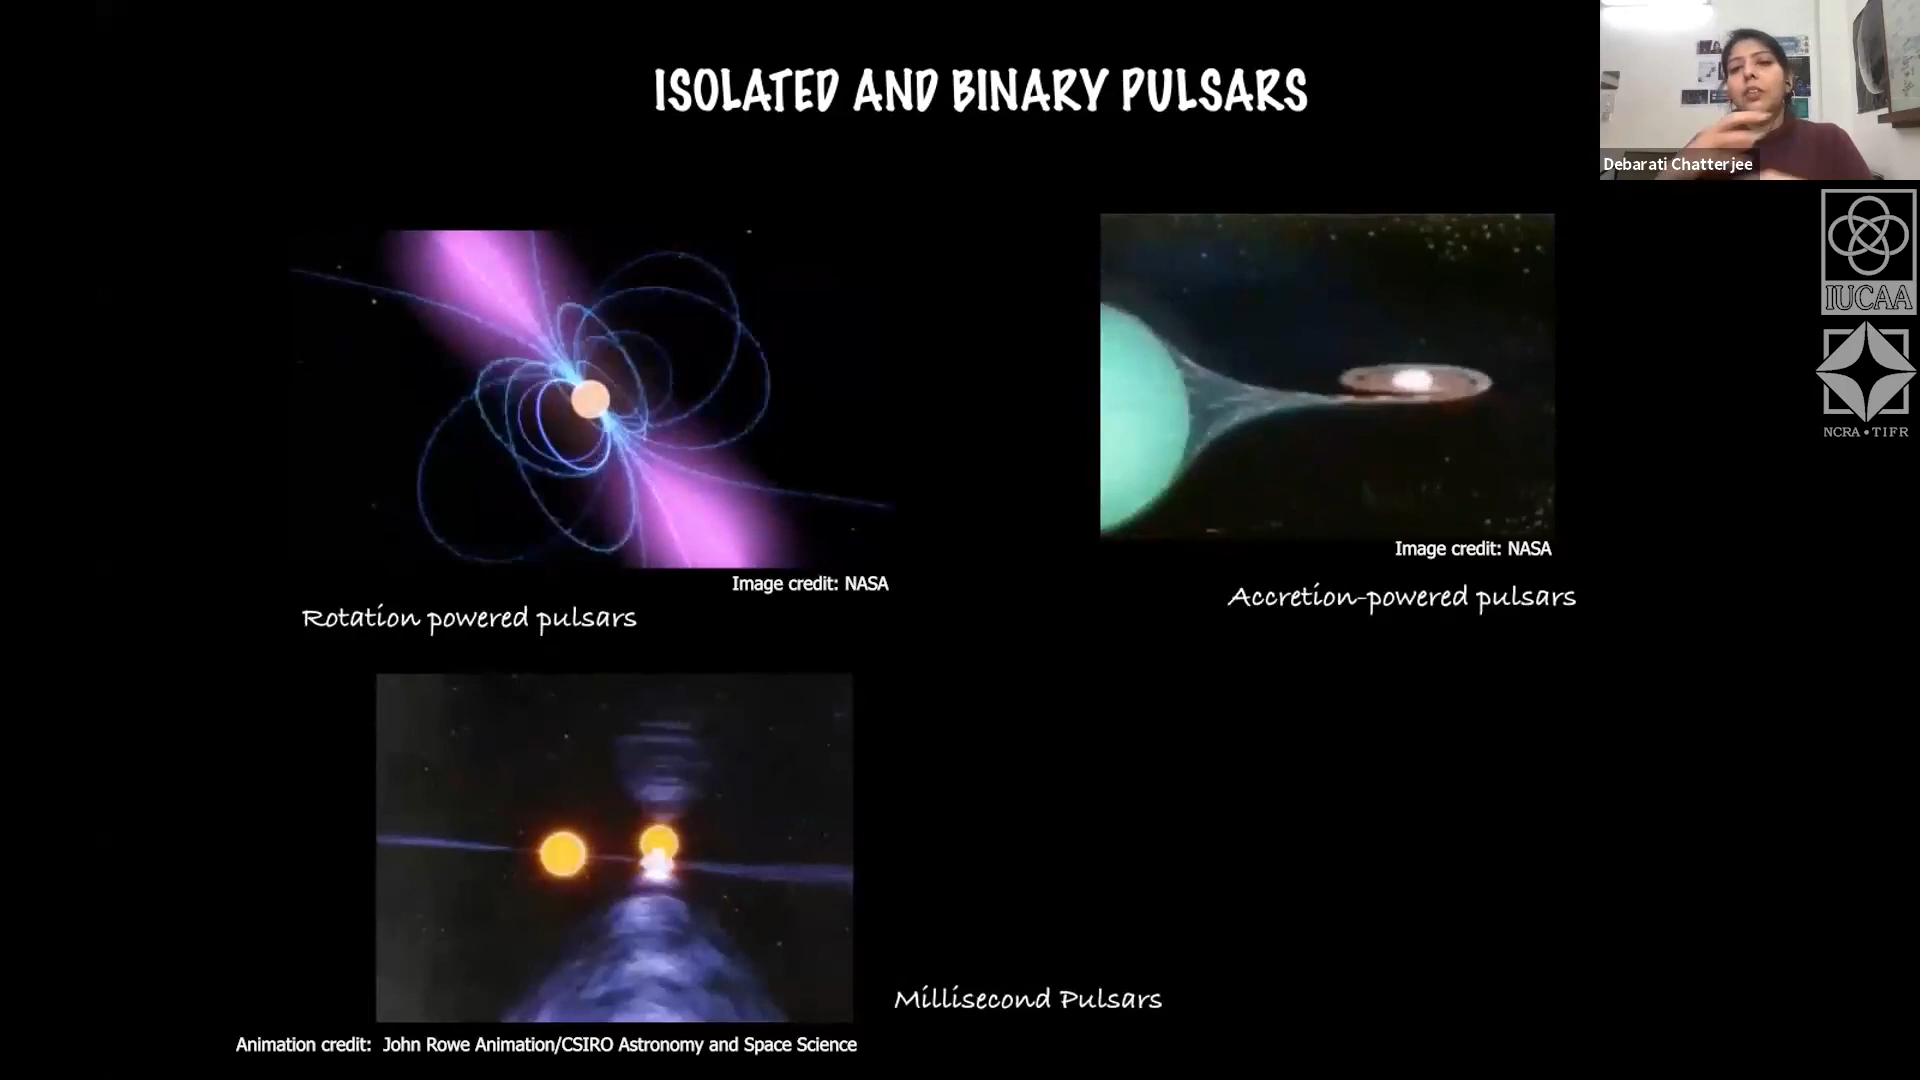 ISOLATED AND BINARY PULSARS
Debarati Chatterjee
IUCAA
NCRA • TIFR
Image credit: NASA
Rotation powered pulsars
Image credit: NASA
Accretion-powered pulsars
Millisecond Pulsars
Animation credit: John Rowe Animation/CSIRO Astronomy and Space Science